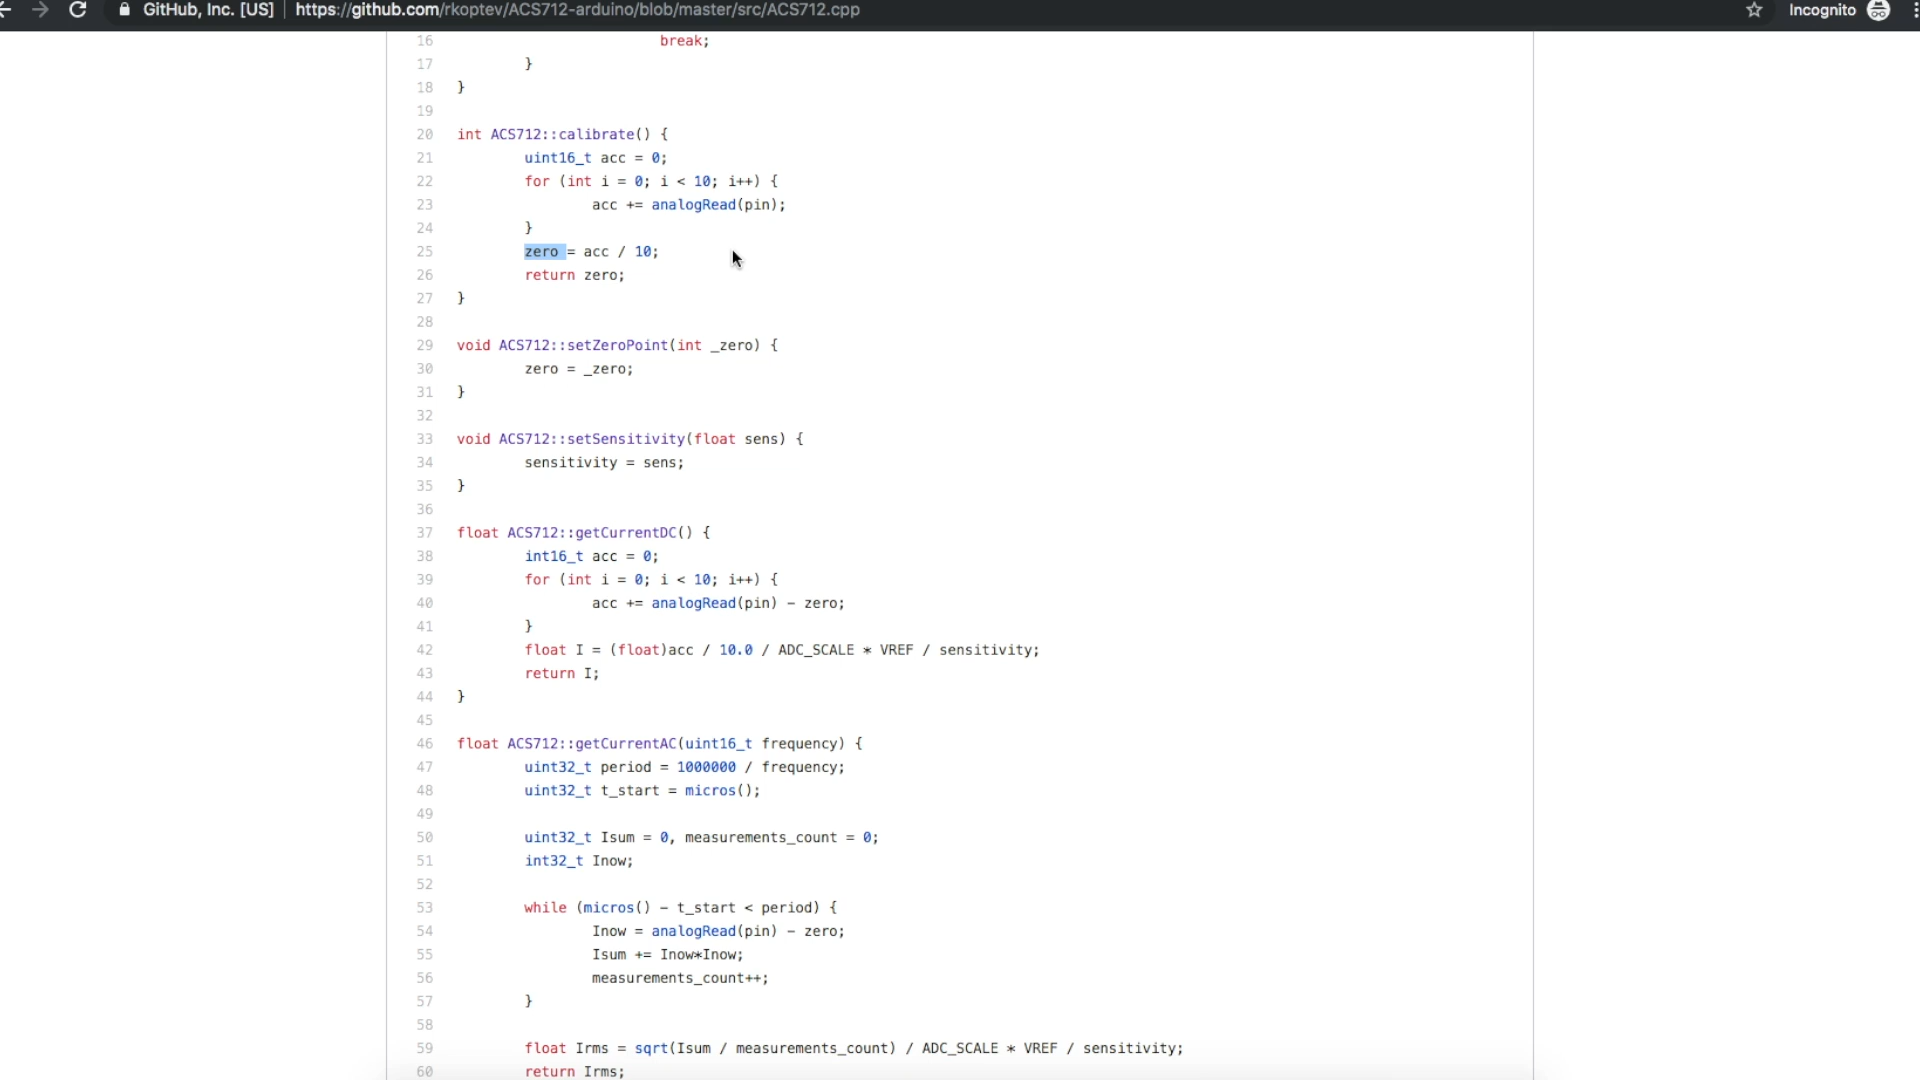 GitHub, Inc. [US] https://github.com/rkoptev/ACS712-arduino/blob/master/src/ACS712.cpp Incognito
16 break;
17 }
18 }
19
20 int ACS712::calibrate() {
21 uint16_t acc = 0;
22 for (int i = 0; i < 10; i++) {
23 acc += analogRead(pin);
24 }
25 zero = acc / 10;
26 return zero;
27 }
28
29 void ACS712::setZeroPoint(int _zero) {
30 zero = _zero;
31 }
32
33 void ACS712::setSensitivity(float sens) {
34 sensitivity = sens;
35 }
36
37 float ACS712::getCurrentDC() {
38 int16_t acc = 0;
39 for (int i = 0; i < 10; i++) {
40 acc += analogRead(pin) - zero;
41 }
42 float I = (float)acc / 10.0 / ADC_SCALE * VREF / sensitivity;
43 return I;
44 }
45
46 float ACS712::getCurrentAC(uint16_t frequency) {
47 uint32_t period = 1000000 / frequency;
48 uint32_t t_start = micros();
49
50 uint32_t Isum = 0, measurements_count = 0;
51 int32_t Inow;
52
53 while (micros() - t_start < period) {
54 Inow = analogRead(pin) - zero;
55 Isum += Inow*Inow;
56 measurements_count++;
57 }
58
59 float Irms = sqrt(Isum / measurements_count) / ADC_SCALE * VREF / sensitivity;
60 return Irms;